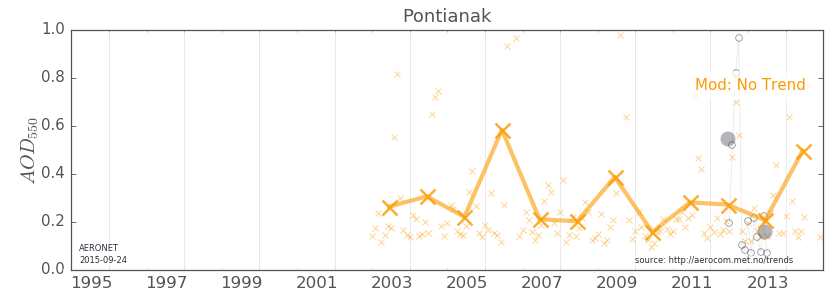 Pontianak
1.0
0.8
0.6
0.4
0.2
0.0
AOD550
Mod: No Trend
AERONET
2015-09-24
source: http://aerocom.met.no/trends
1995 1997 1999 2001 2003 2005 2007 2009 2011 2013